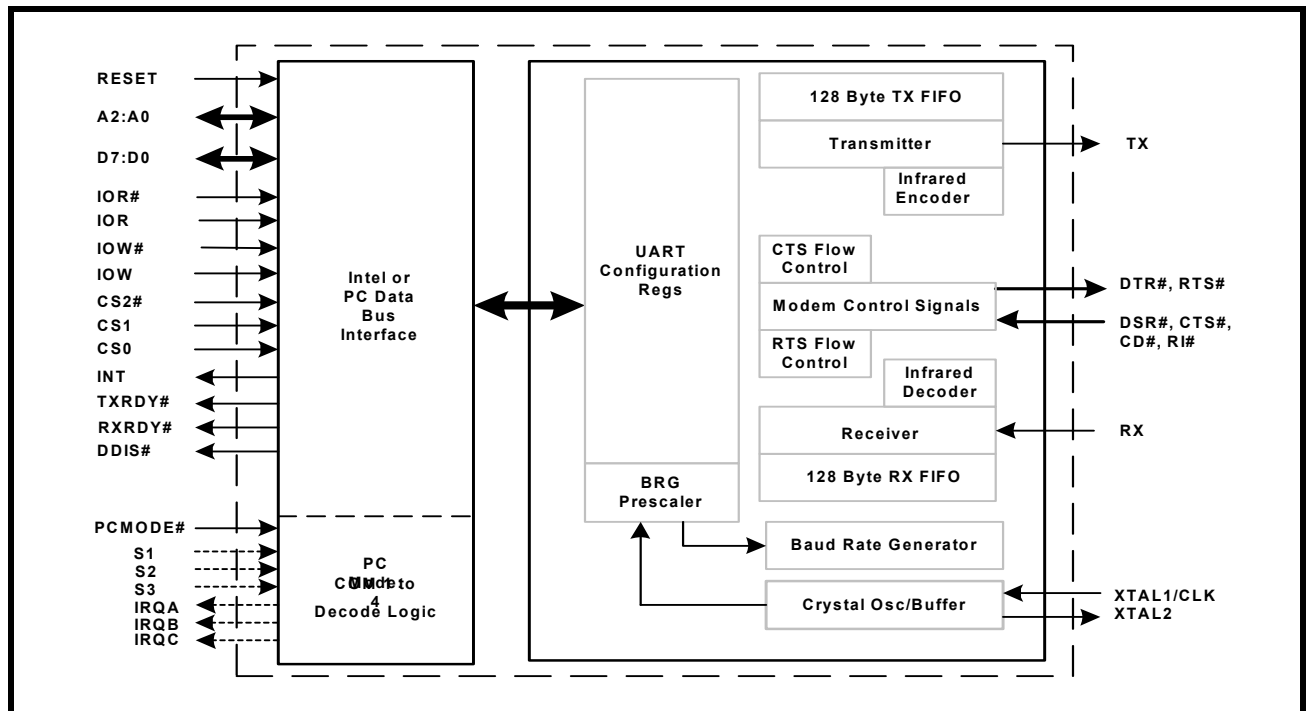 RESET
A2:A0
D7:D0
IOR#
IOR
IOW#
IOW
CS2#
CS1
CS0
INT
TXRDY#
RXRDY#
DDIS#
PCMODE#
S1
S2
S3
IRQA
IRQB
IRQC
Intel or
PC Data
Bus
Interface
PC
Mode:
COM 1 to
4
Decode Logic
UART
Configuration
Regs
BRG
Prescaler
128 Byte TX FIFO
Transmitter
Infrared
Encoder
CTS Flow
Control
Modem Control Signals
RTS Flow
Control
Infrared
Decoder
Receiver
128 Byte RX FIFO
Baud Rate Generator
Crystal Osc/Buffer
TX
DTR#, RTS#
DSR#, CTS#,
CD#, RI#
RX
XTAL1/CLK
XTAL2